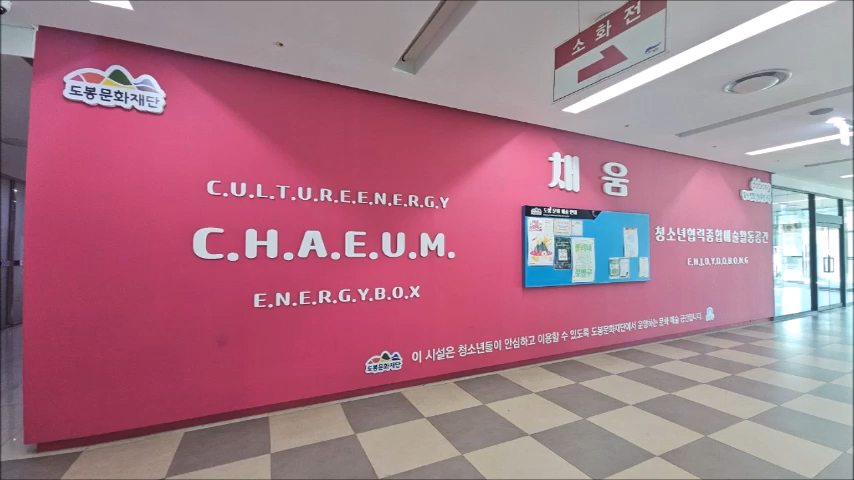 소화전
도봉문화재단
C.U.L.T.U.R.E.E.N.E.R.G.Y
C.H.A.E.U.M.
E.N.E.R.G.Y.B.O.X
채움
청소년협력종합예술활동공간
E.N.J.O.Y.D.O.B.O.N.G
도봉문화재단
이 시설은 청소년들이 안심하고 이용할 수 있도록 도봉문화재단에서 운영하는 문화 예술 공간입니다.